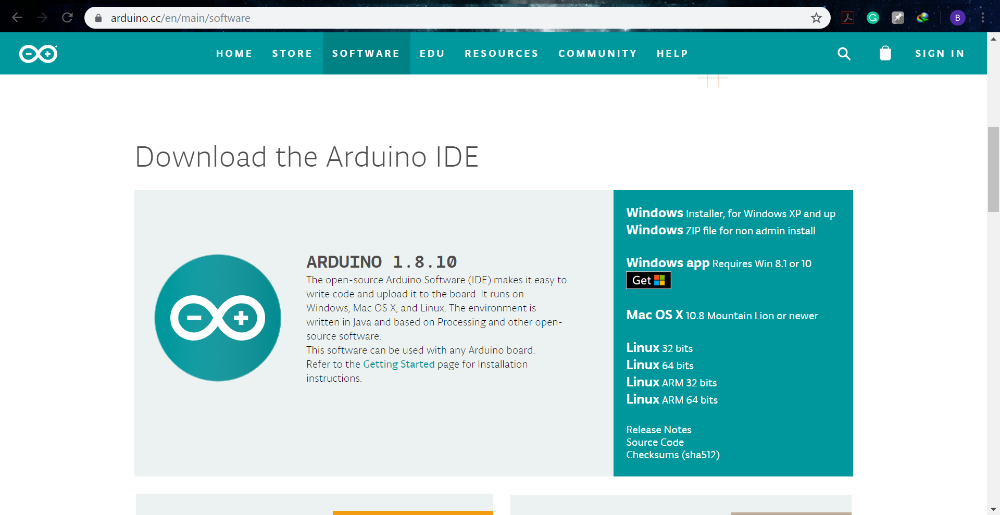 arduino.cc/en/main/software
B
HOME STORE SOFTWARE EDU RESOURCES COMMUNITY HELP SIGN IN
Download the Arduino IDE
ARDUINO 1.8.10
The open-source Arduino Software (IDE) makes it easy to
write code and upload it to the board. It runs on
Windows, Mac OS X, and Linux. The environment is
written in Java and based on Processing and other open-
source software.
This software can be used with any Arduino board.
Refer to the Getting Started page for Installation
instructions.
Windows Installer, for Windows XP and up
Windows ZIP file for non admin install
Windows app Requires Win 8.1 or 10
Get
Mac OS X 10.8 Mountain Lion or newer
Linux 32 bits
Linux 64 bits
Linux ARM 32 bits
Linux ARM 64 bits
Release Notes
Source Code
Checksums (sha512)